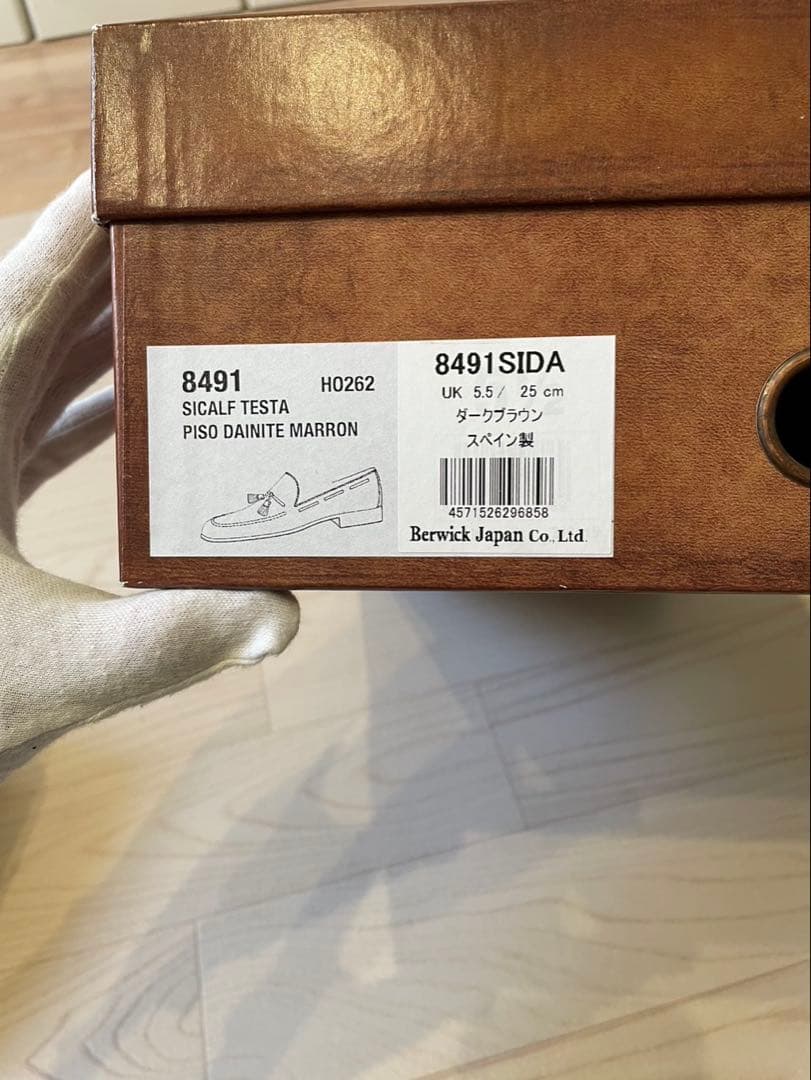 8491 HO262
SICALF TESTA
PISO DAINITE MARRON
8491SIDA
UK 5.5/ 25 cm
ダークブラウン
スペイン製
4571526296858
Berwick Japan Co., Ltd.